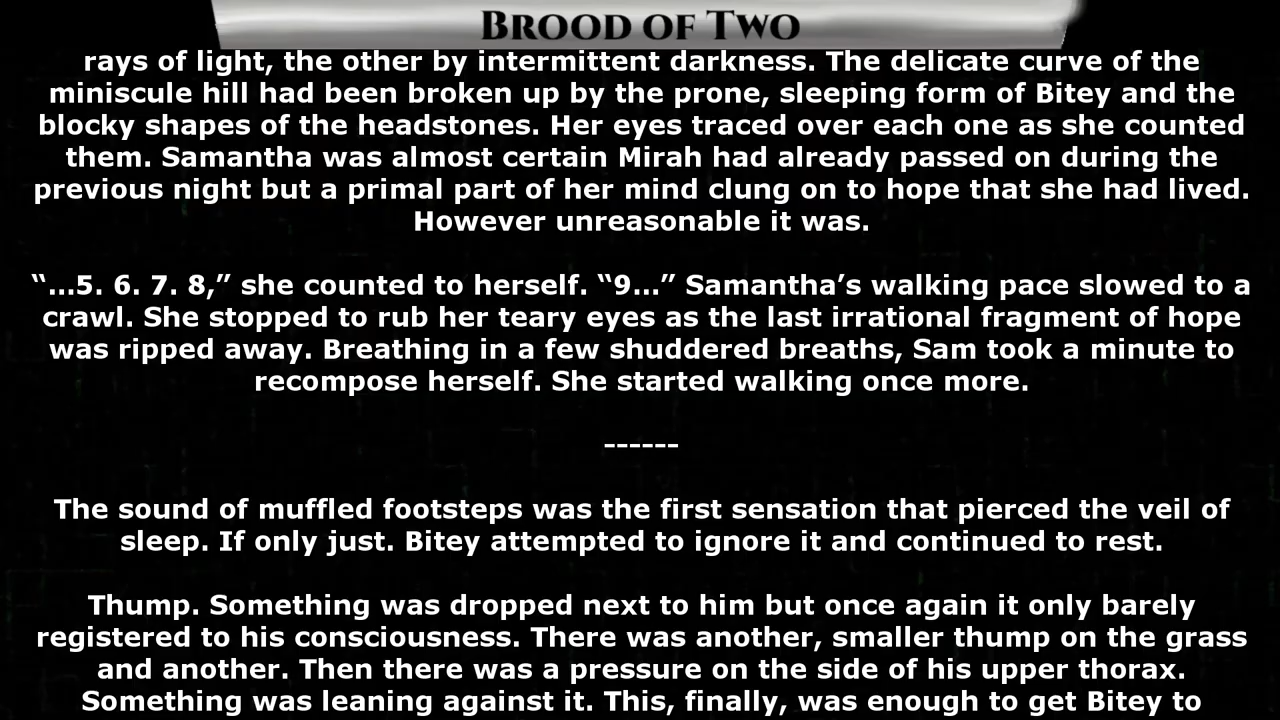 Brood of Two
rays of light, the other by intermittent darkness. The delicate curve of the
miniscule hill had been broken up by the prone, sleeping form of Bitey and the
blocky shapes of the headstones. Her eyes traced over each one as she counted
them. Samantha was almost certain Mirah had already passed on during the
previous night but a primal part of her mind clung on to hope that she had lived.
However unreasonable it was.
“…5. 6. 7. 8,” she counted to herself. “9…” Samantha’s walking pace slowed to a
crawl. She stopped to rub her teary eyes as the last irrational fragment of hope
was ripped away. Breathing in a few shuddered breaths, Sam took a minute to
recompose herself. She started walking once more.
------
The sound of muffled footsteps was the first sensation that pierced the veil of
sleep. If only just. Bitey attempted to ignore it and continued to rest.
Thump. Something was dropped next to him but once again it only barely
registered to his consciousness. There was another, smaller thump on the grass
and another. Then there was a pressure on the side of his upper thorax.
Something was leaning against it. This, finally, was enough to get Bitey to